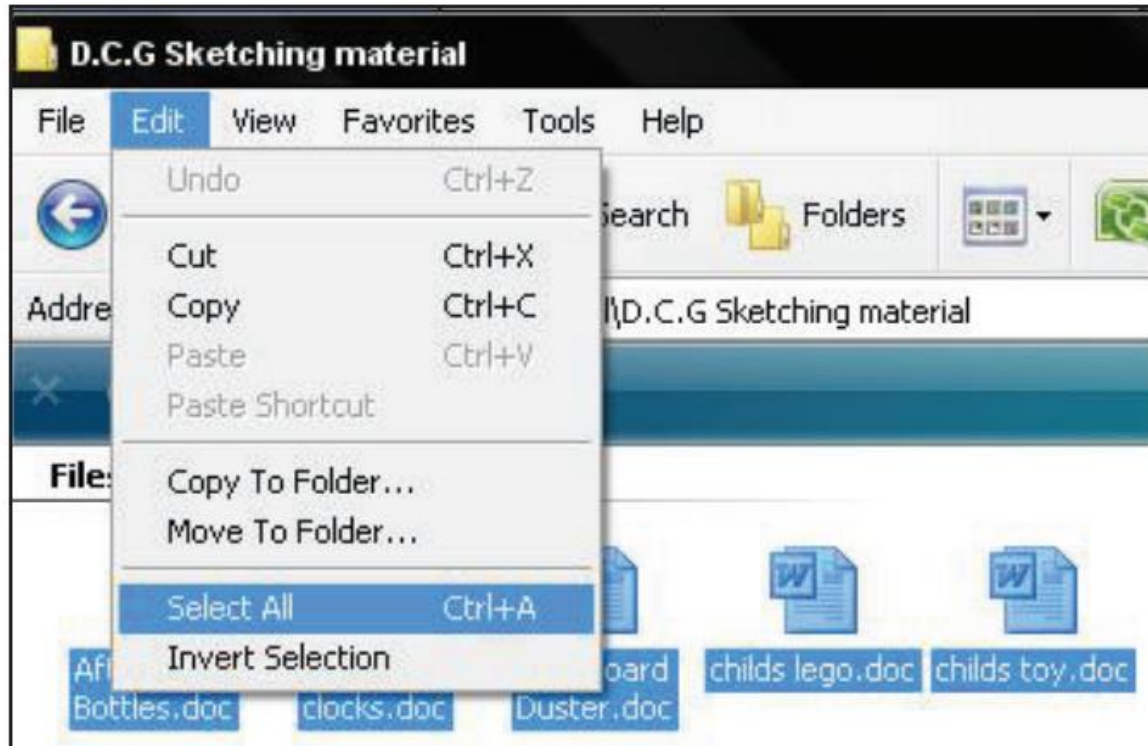 D.C.G Sketching material
File Edit View Favorites Tools Help
Undo Ctrl+Z
Search Folders
Cut Ctrl+X
Addre
Copy Ctrl+C
\D.C.G Sketching material
Paste Ctrl+V
Paste Shortcut
Files
Copy To Folder...
Move To Folder...
Select All Ctrl+A
Invert Selection
Bottles.doc
clocks.doc
oard
Duster.doc
childs lego.doc
childs toy.doc